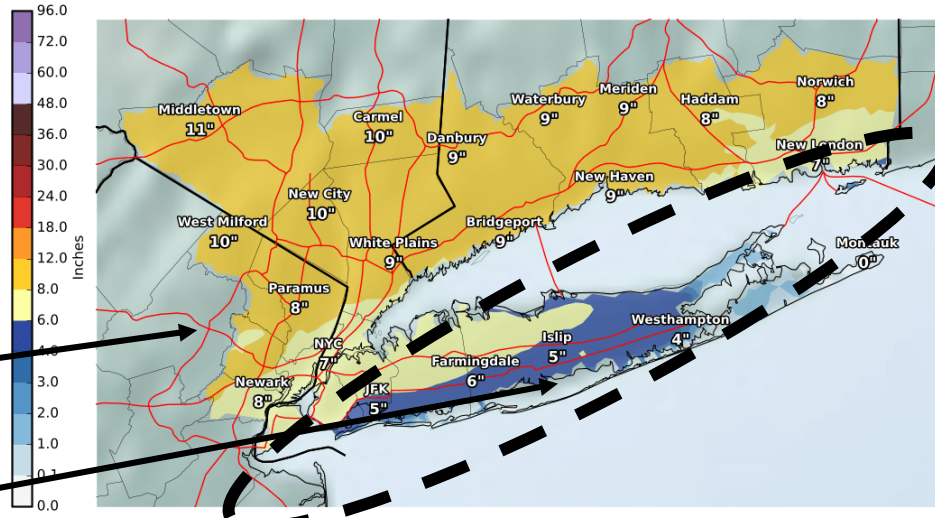 96.0
72.0
60.0
48.0
36.0
30.0
24.0
18.0
12.0
8.0
6.0
4.0
3.0
2.0
1.0
0.1
0.0
Inches
Middletown
11"
Carmel
10"
Danbury
9"
Waterbury
9"
Meriden
9"
Haddam
8"
Norwich
8"
New London
7"
New City
10"
New Haven
9"
West Milford
10"
White Plains
9"
Bridgeport
9"
Montauk
0"
Paramus
8"
NYC
7"
Islip
5"
Westhampton
4"
Farmingdale
6"
Newark
8"
JFK
5"